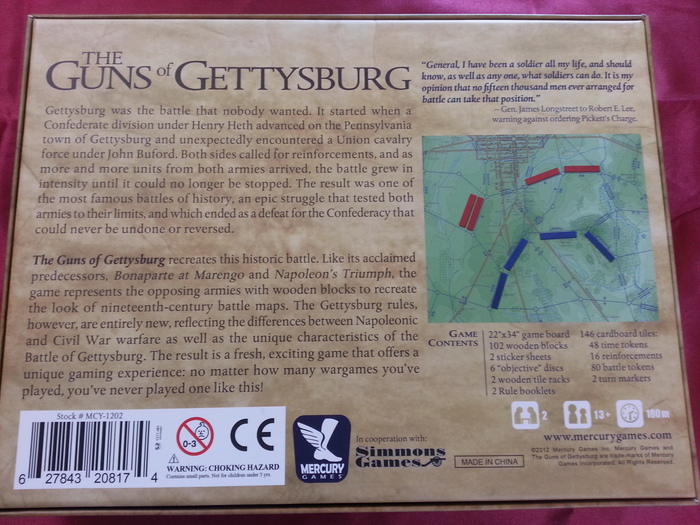 THE
GUNS of GETTYSBURG
Gettysburg was the battle that nobody wanted. It started when a
Confederate division under Henry Heth advanced on the Pennsylvania
town of Gettysburg and unexpectedly encountered a Union cavalry
force under John Buford. Both sides called for reinforcements, and as
more and more units from both armies arrived, the battle grew in
intensity until it could no longer be stopped. The result was one of
the most famous battles of history, an epic struggle that tested both
armies to their limits, and which ended as a defeat for the Confederacy that
could never be undone or reversed.
The Guns of Gettysburg recreates this historic battle. Like its acclaimed
predecessors, Bonaparte at Marengo and Napoleon's Triumph, the
game represents the opposing armies with wooden blocks to recreate
the look of nineteenth-century battle maps. The Gettysburg rules,
however, are entirely new, reflecting the differences between Napoleonic
and Civil War warfare as well as the unique characteristics of the
Battle of Gettysburg. The result is a fresh, exciting game that offers a
unique gaming experience: no matter how many wargames you've
played, you've never played one like this!
"General, I have been a soldier all my life, and should
know, as well as any one, what soldiers can do. It is my
opinion that no fifteen thousand men ever arranged for
battle can take that position."
– Gen. James Longstreet to Robert E. Lee,
warning against ordering Pickett's Charge.
GAME
CONTENTS
22"x34" game board
102 wooden blocks
2 sticker sheets
6 "objective" discs
2 wooden tile racks
2 Rule booklets
146 cardboard tiles:
48 time tokens
16 reinforcements
80 battle tokens
2 turn markers
2
13+
180m
www.mercurygames.com
©2012 Mercury Games Inc. Mercury Games and
The Guns of Gettysburg are trade-marks of Mercury
Games Incorporated. All Rights Reserved.
Stock # MCY-1202
6 27843 20817 4
0-3
CE
WARNING: CHOKING HAZARD
Contains small parts. Not for children under 3 yrs.
MERCURY
GAMES
In cooperation with:
Simmons
Games
MADE IN CHINA